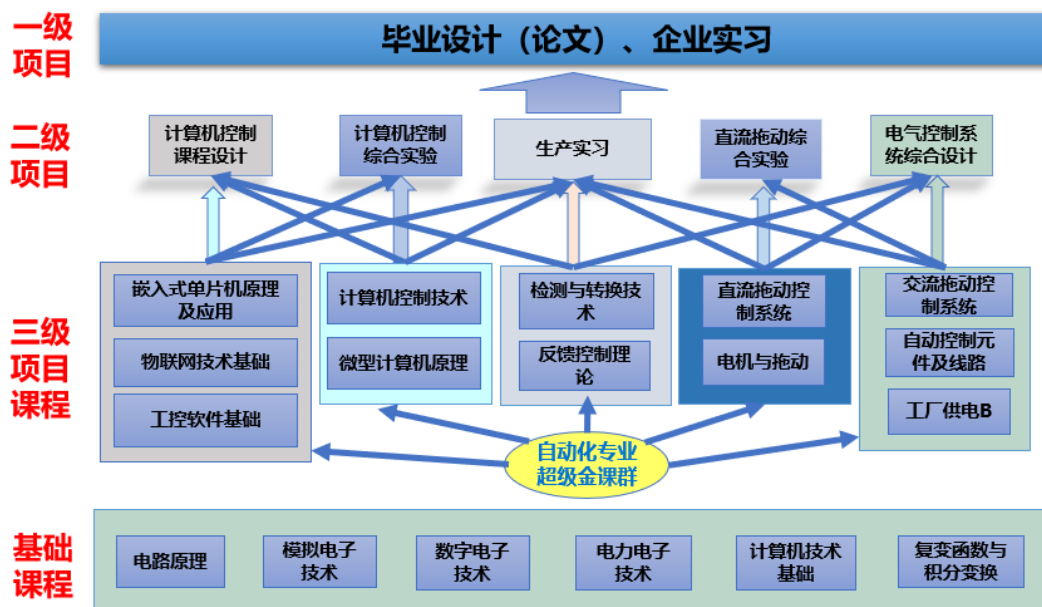 一级
项目
毕业设计（论文）、企业实习
二级
项目
计算机控制
课程设计
计算机控制
综合实验
生产实习
直流拖动综
合实验
电气控制系
统综合设计
三级
项目
课程
嵌入式单片机原理
及应用
物联网技术基础
工控软件基础
计算机控制技术
微型计算机原理
检测与转换技
术
反馈控制理
论
直流拖动控
制系统
电机与拖动
交流拖动控
制系统
自动控制元
件及线路
工厂供电B
自动化专业
超级金课群
基础
课程
电路原理
模拟电子
技术
数字电子
技术
电力电子
技术
计算机技术
基础
复变函数与
积分变换